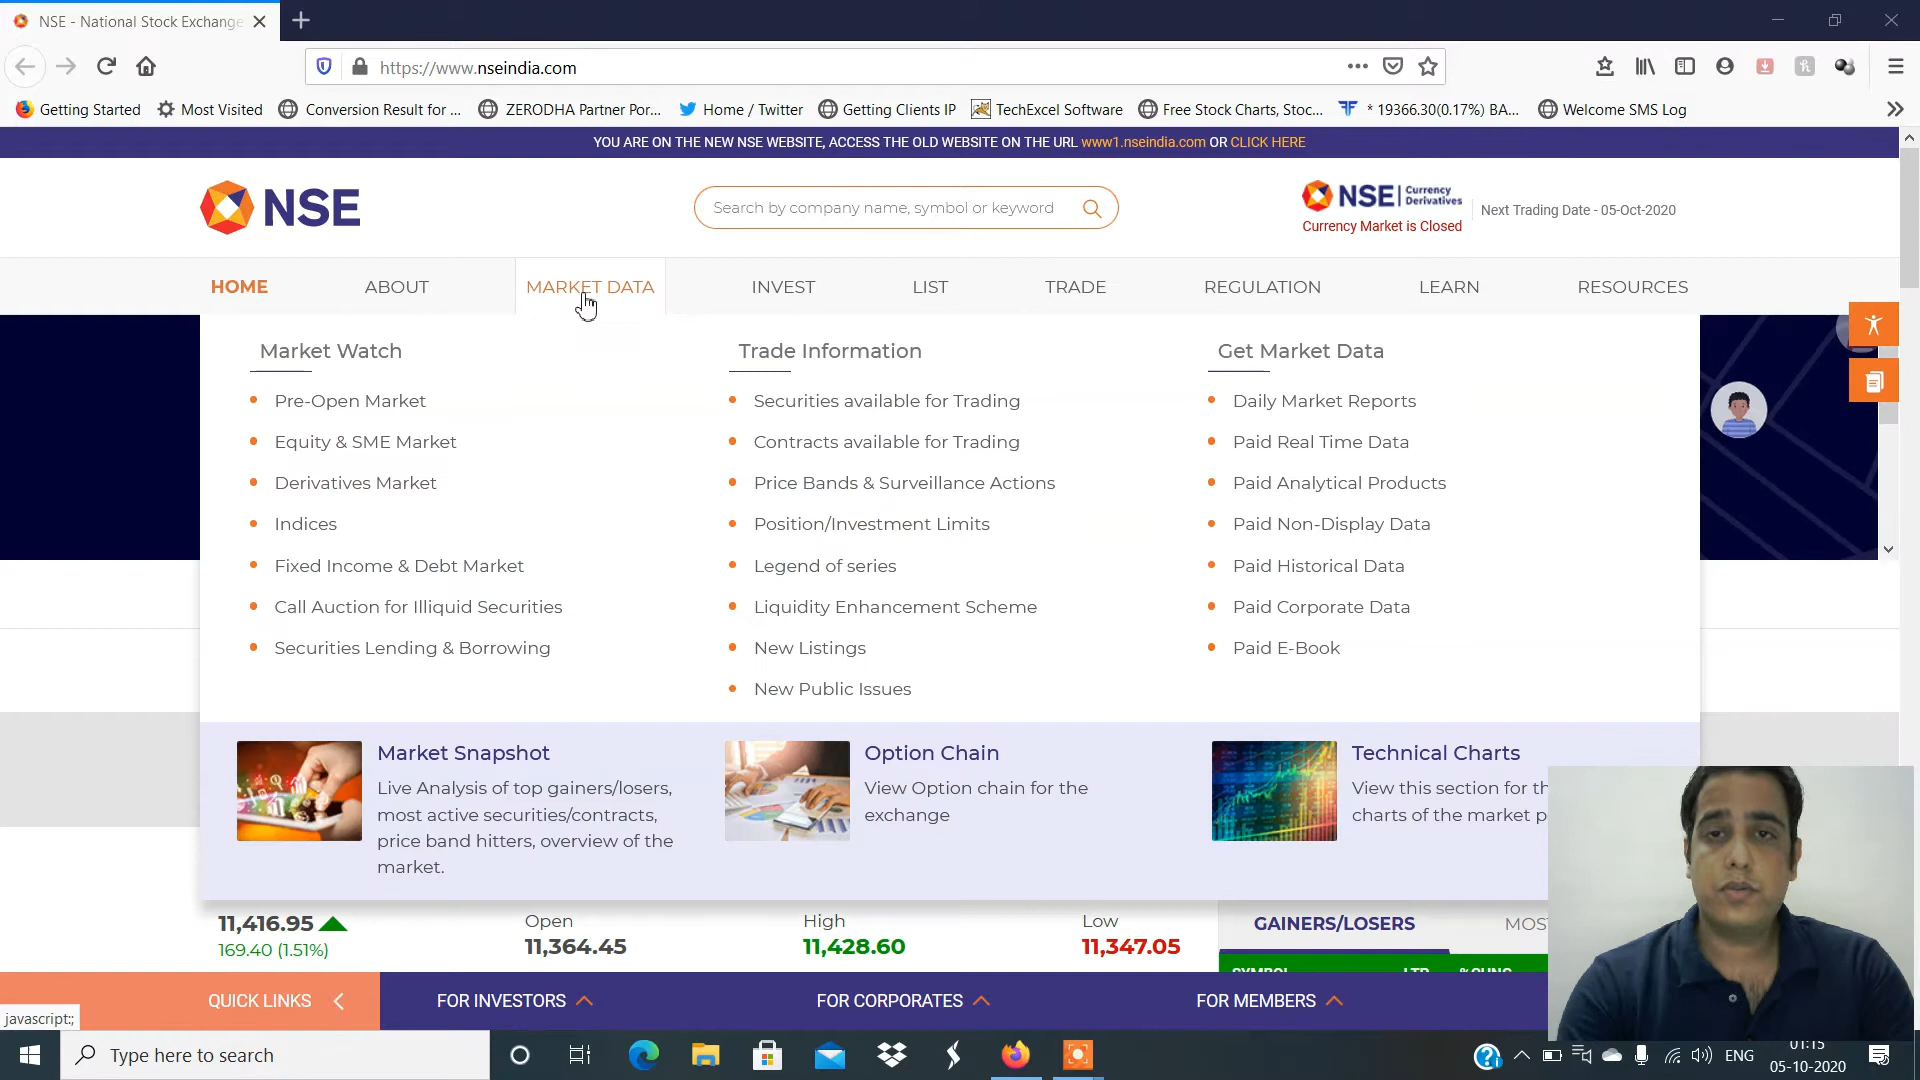 NSE - National Stock Exchange
https://www.nseindia.com
Getting Started
Most Visited
Conversion Result for ...
ZERODHA Partner Por...
Home / Twitter
Getting Clients IP
TechExcel Software
Free Stock Charts, Stoc...
* 19366.30(0.17%) BA...
Welcome SMS Log
YOU ARE ON THE NEW NSE WEBSITE, ACCESS THE OLD WEBSITE ON THE URL www1.nseindia.com OR CLICK HERE
NSE
Search by company name, symbol or keyword
NSE Currency Derivatives
Currency Market is Closed
Next Trading Date - 05-Oct-2020
HOME
ABOUT
MARKET DATA
INVEST
LIST
TRADE
REGULATION
LEARN
RESOURCES
Market Watch
Pre-Open Market
Equity & SME Market
Derivatives Market
Indices
Fixed Income & Debt Market
Call Auction for Illiquid Securities
Securities Lending & Borrowing
Trade Information
Securities available for Trading
Contracts available for Trading
Price Bands & Surveillance Actions
Position/Investment Limits
Legend of series
Liquidity Enhancement Scheme
New Listings
New Public Issues
Get Market Data
Daily Market Reports
Paid Real Time Data
Paid Analytical Products
Paid Non-Display Data
Paid Historical Data
Paid Corporate Data
Paid E-Book
Market Snapshot
Live Analysis of top gainers/losers,
most active securities/contracts,
price band hitters, overview of the
market.
Option Chain
View Option chain for the
exchange
Technical Charts
View this section for th
charts of the market p
11,416.95
169.40 (1.51%)
Open
11,364.45
High
11,428.60
Low
11,347.05
GAINERS/LOSERS
MOS
SYMBOL
LTP
%CHNG
QUICK LINKS
FOR INVESTORS
FOR CORPORATES
FOR MEMBERS
javascript:;
Type here to search
ENG
01:15
05-10-2020